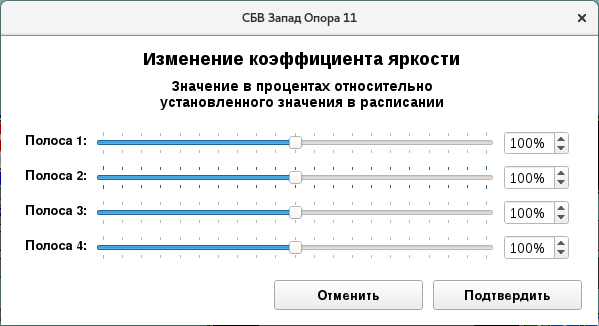 СБВ Запад Опора 11
Изменение коэффициента яркости
Значение в процентах относительно
установленного значения в расписании
Полоса 1: 100%
Полоса 2: 100%
Полоса 3: 100%
Полоса 4: 100%
Отменить Подтвердить